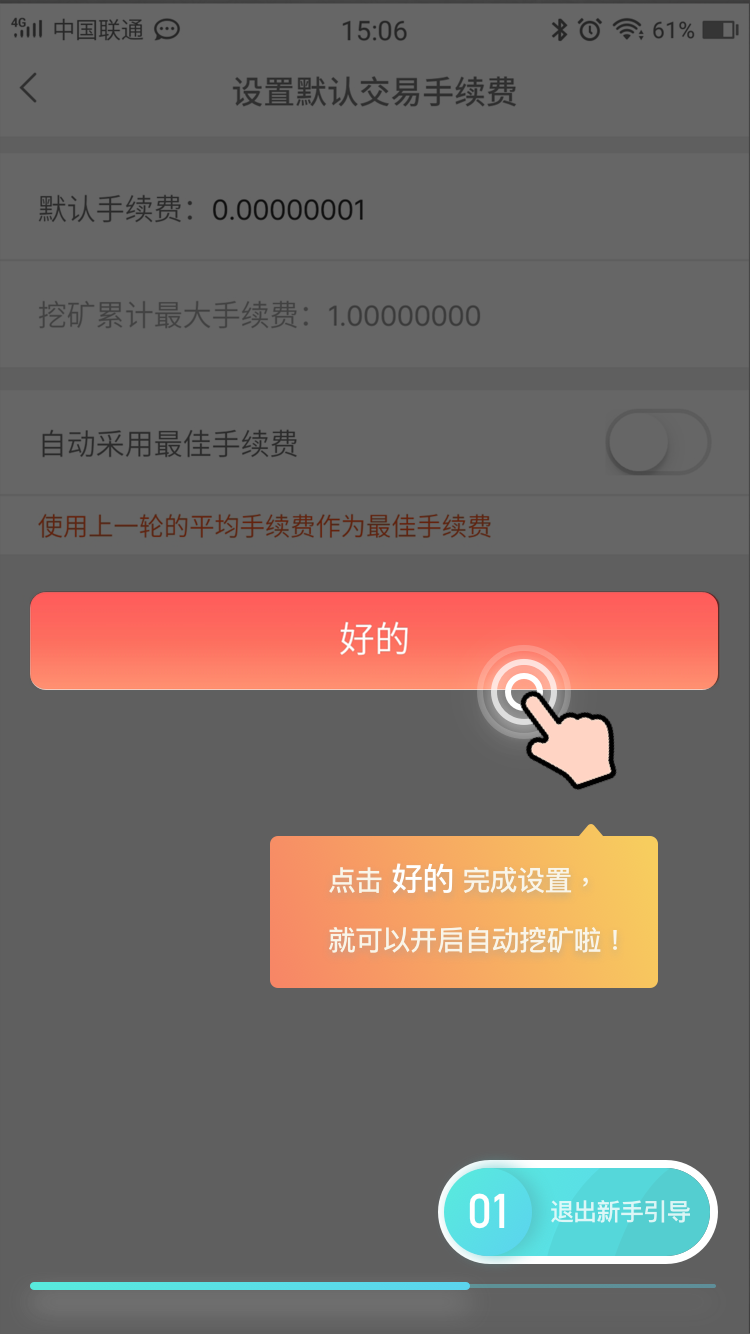 4G 中国联通 15:06 61%
设置默认交易手续费
默认手续费：0.00000001
挖矿累计最大手续费：1.00000000
自动采用最佳手续费
使用上一轮的平均手续费作为最佳手续费
好的
点击 好的 完成设置，
就可以开启自动挖矿啦！
01 退出新手引导